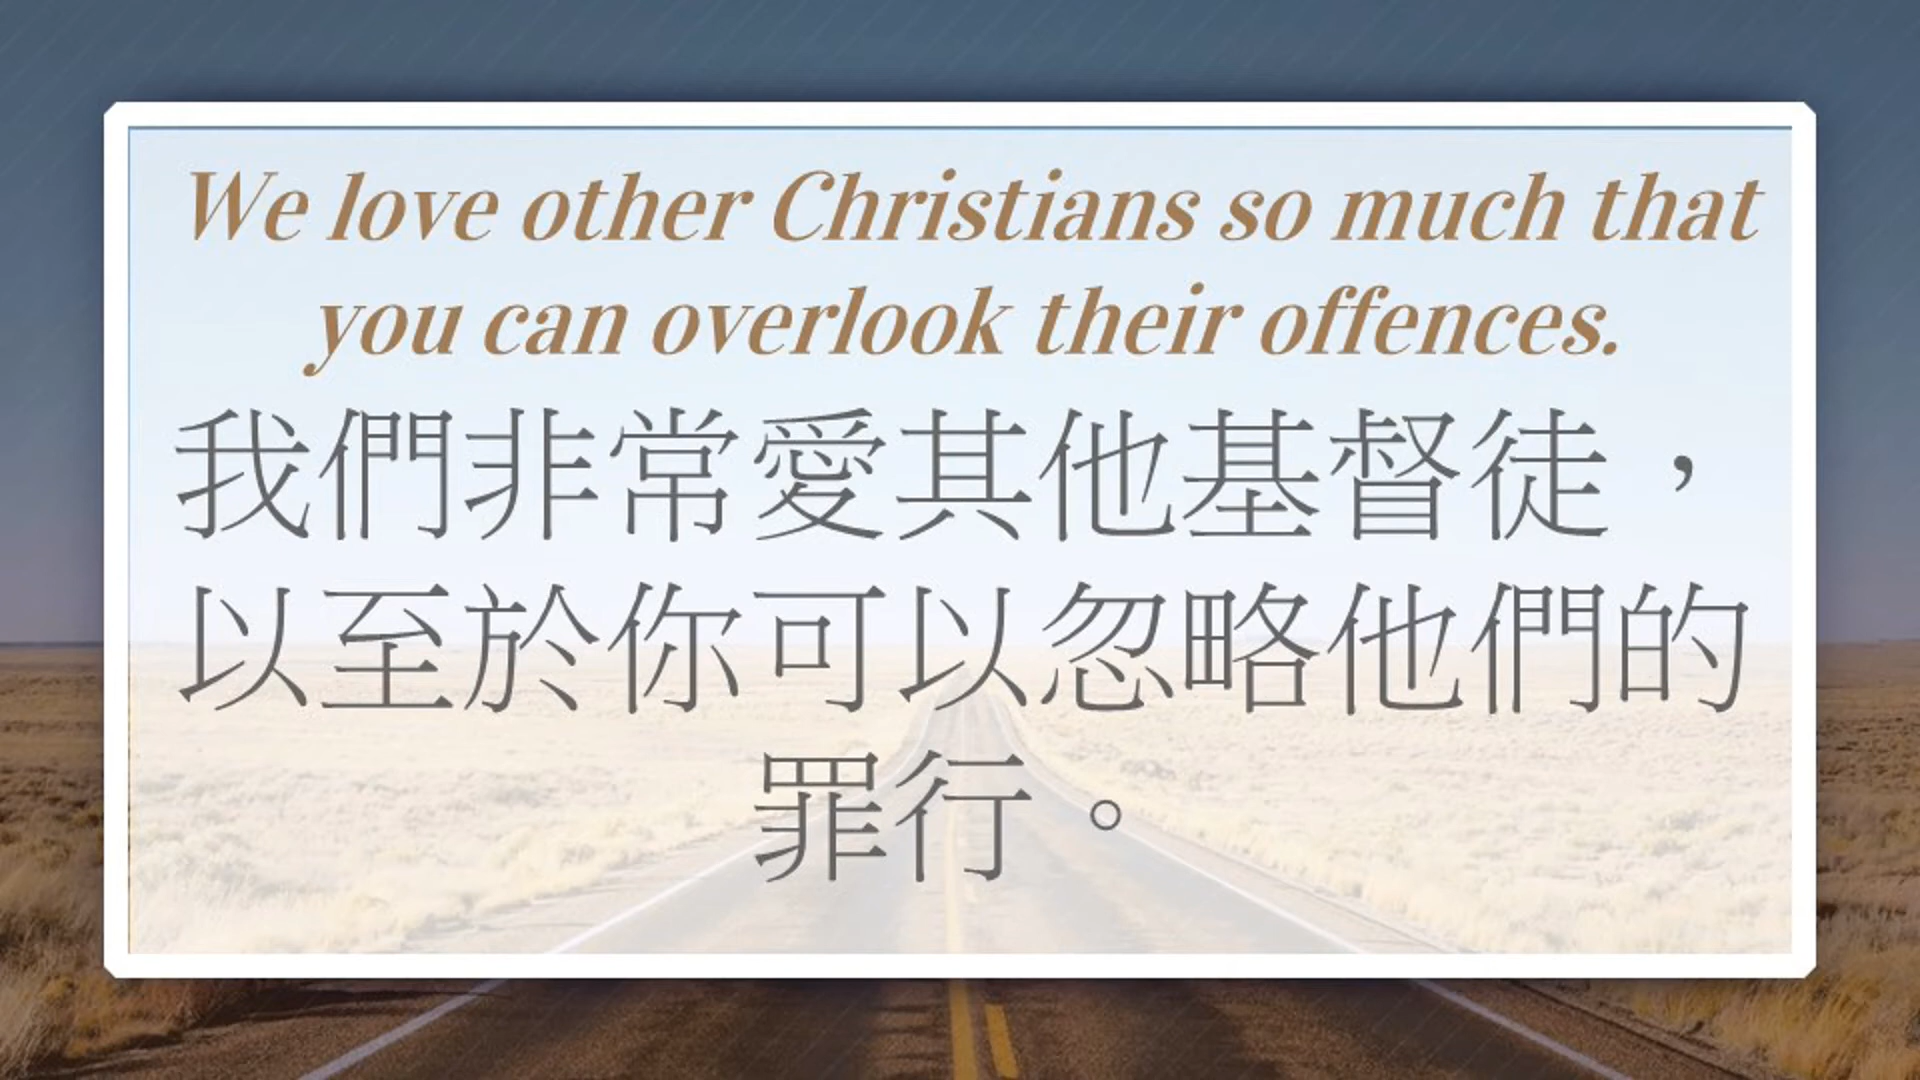 We love other Christians so much that
you can overlook their offences.
我們非常愛其他基督徒，
以至於你可以忽略他們的
罪行。